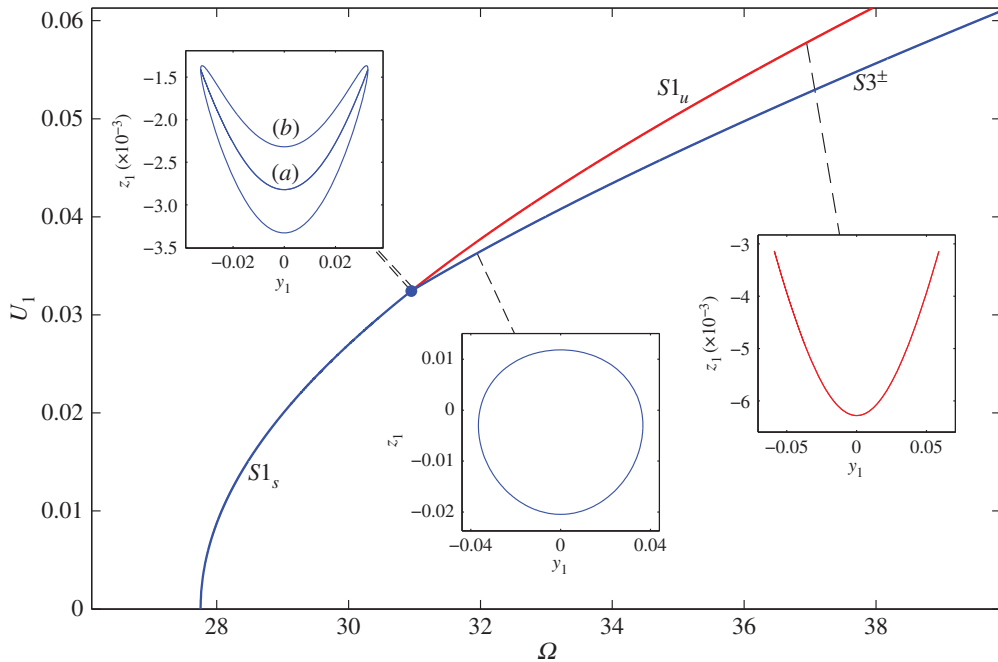 0.06
0.05
0.04
0.03
0.02
0.01
0
U₁
28
30
32
34
36
38
Ω
S1ᵤ
S3±
S1ₛ
−1.5
−2.0
−2.5
−3.0
−3.5
z₁ (×10⁻³)
(b)
(a)
−0.02
0
0.02
y₁
0.01
0
−0.01
−0.02
z₁
−0.04
0
0.04
y₁
−3
−4
−5
−6
z₁ (×10⁻³)
−0.05
0
0.05
y₁